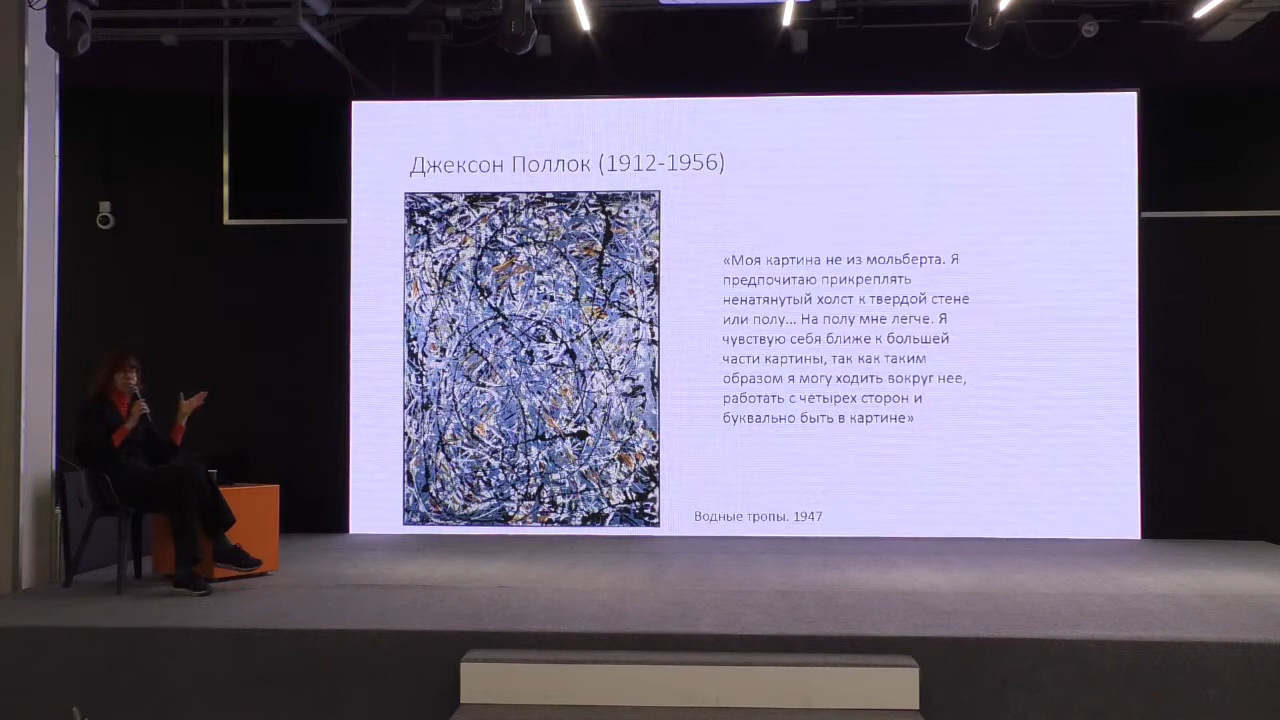 Джексон Поллок (1912-1956)
«Моя картина не из мольберта. Я
предпочитаю прикреплять
ненатянутый холст к твердой стене
или полу... На полу мне легче. Я
чувствую себя ближе к большей
части картины, так как таким
образом я могу ходить вокруг нее,
работать с четырех сторон и
буквально быть в картине»
Водные тропы. 1947